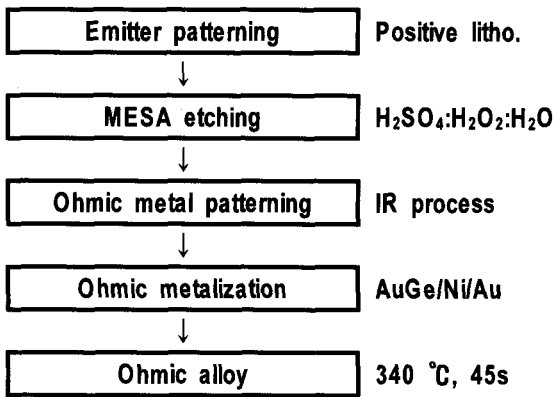 Emitter patterning Positive litho.
↓
MESA etching H₂SO₄:H₂O₂:H₂O
↓
Ohmic metal patterning IR process
↓
Ohmic metalization AuGe/Ni/Au
↓
Ohmic alloy 340 ℃, 45s